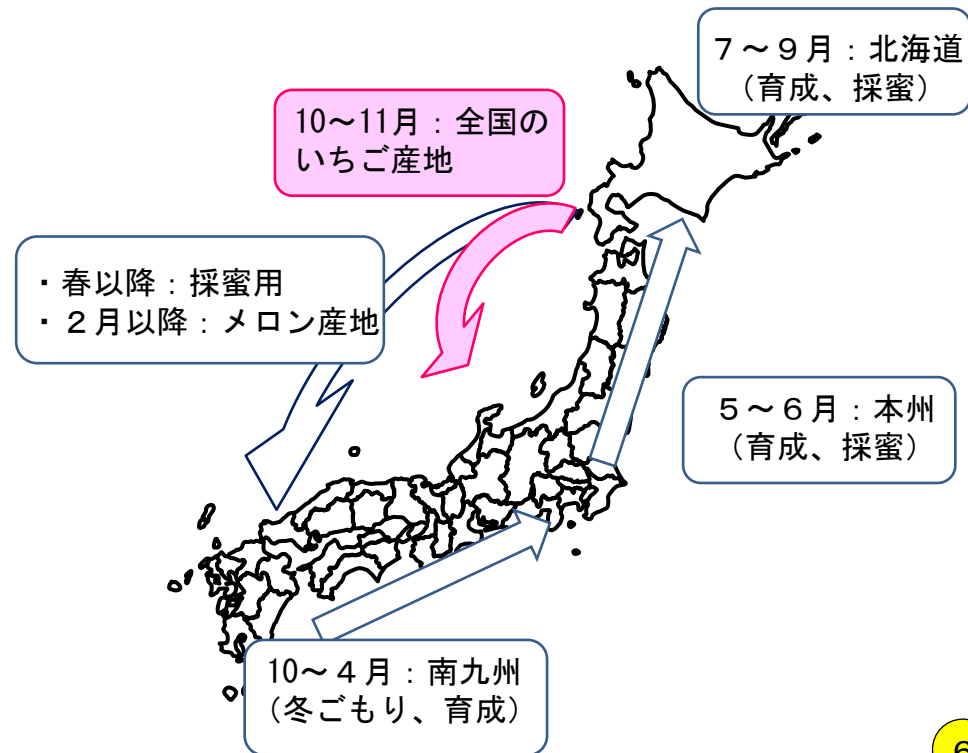 ７～９月：北海道
（育成、採蜜）
10～11月：全国の
いちご産地
・春以降：採蜜用
・２月以降：メロン産地
５～６月：本州
（育成、採蜜）
10～４月：南九州
（冬ごもり、育成）
6